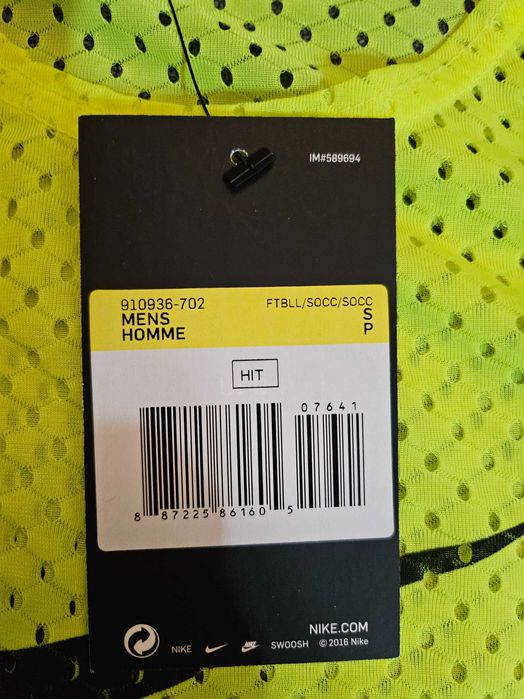 IM#589694
910936-702 FTBLL/SOCC/SOCC
MENS S
HOMME P
HIT
07641
8 87225 86160 5
NIKE.COM
NIKE SWOOSH © 2016 Nike